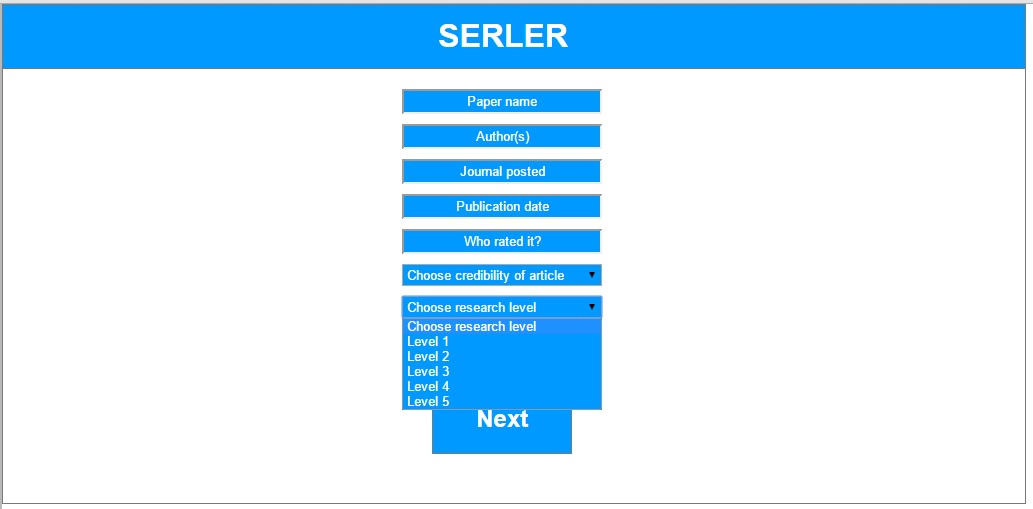 SERLER
Paper name
Author(s)
Journal posted
Publication date
Who rated it?
Choose credibility of article
Choose research level
Choose research level
Level 1
Level 2
Level 3
Level 4
Level 5
Next